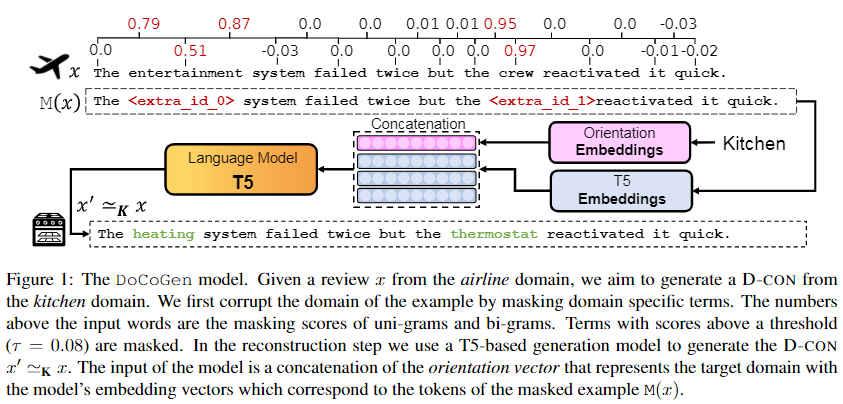 0.79 0.87 0.0 0.0 0.01 0.01 0.95 0.0 0.0 -0.03
0.0 0.51 -0.03 0.0 0.0 0.0 0.0 0.97 0.0 -0.01 -0.02
x The entertainment system failed twice but the crew reactivated it quick.
M(x) The <extra_id_0> system failed twice but the <extra_id_1>reactivated it quick.
Concatenation
Orientation
Embeddings
Kitchen
Language Model
T5
T5
Embeddings
x′ ≃K x
The heating system failed twice but the thermostat reactivated it quick.
Figure 1: The DoCoGen model. Given a review x from the airline domain, we aim to generate a D-CON from
the kitchen domain. We first corrupt the domain of the example by masking domain specific terms. The numbers
above the input words are the masking scores of uni-grams and bi-grams. Terms with scores above a threshold
(τ = 0.08) are masked. In the reconstruction step we use a T5-based generation model to generate the D-CON
x′ ≃K x. The input of the model is a concatenation of the orientation vector that represents the target domain with
the model's embedding vectors which correspond to the tokens of the masked example M(x).